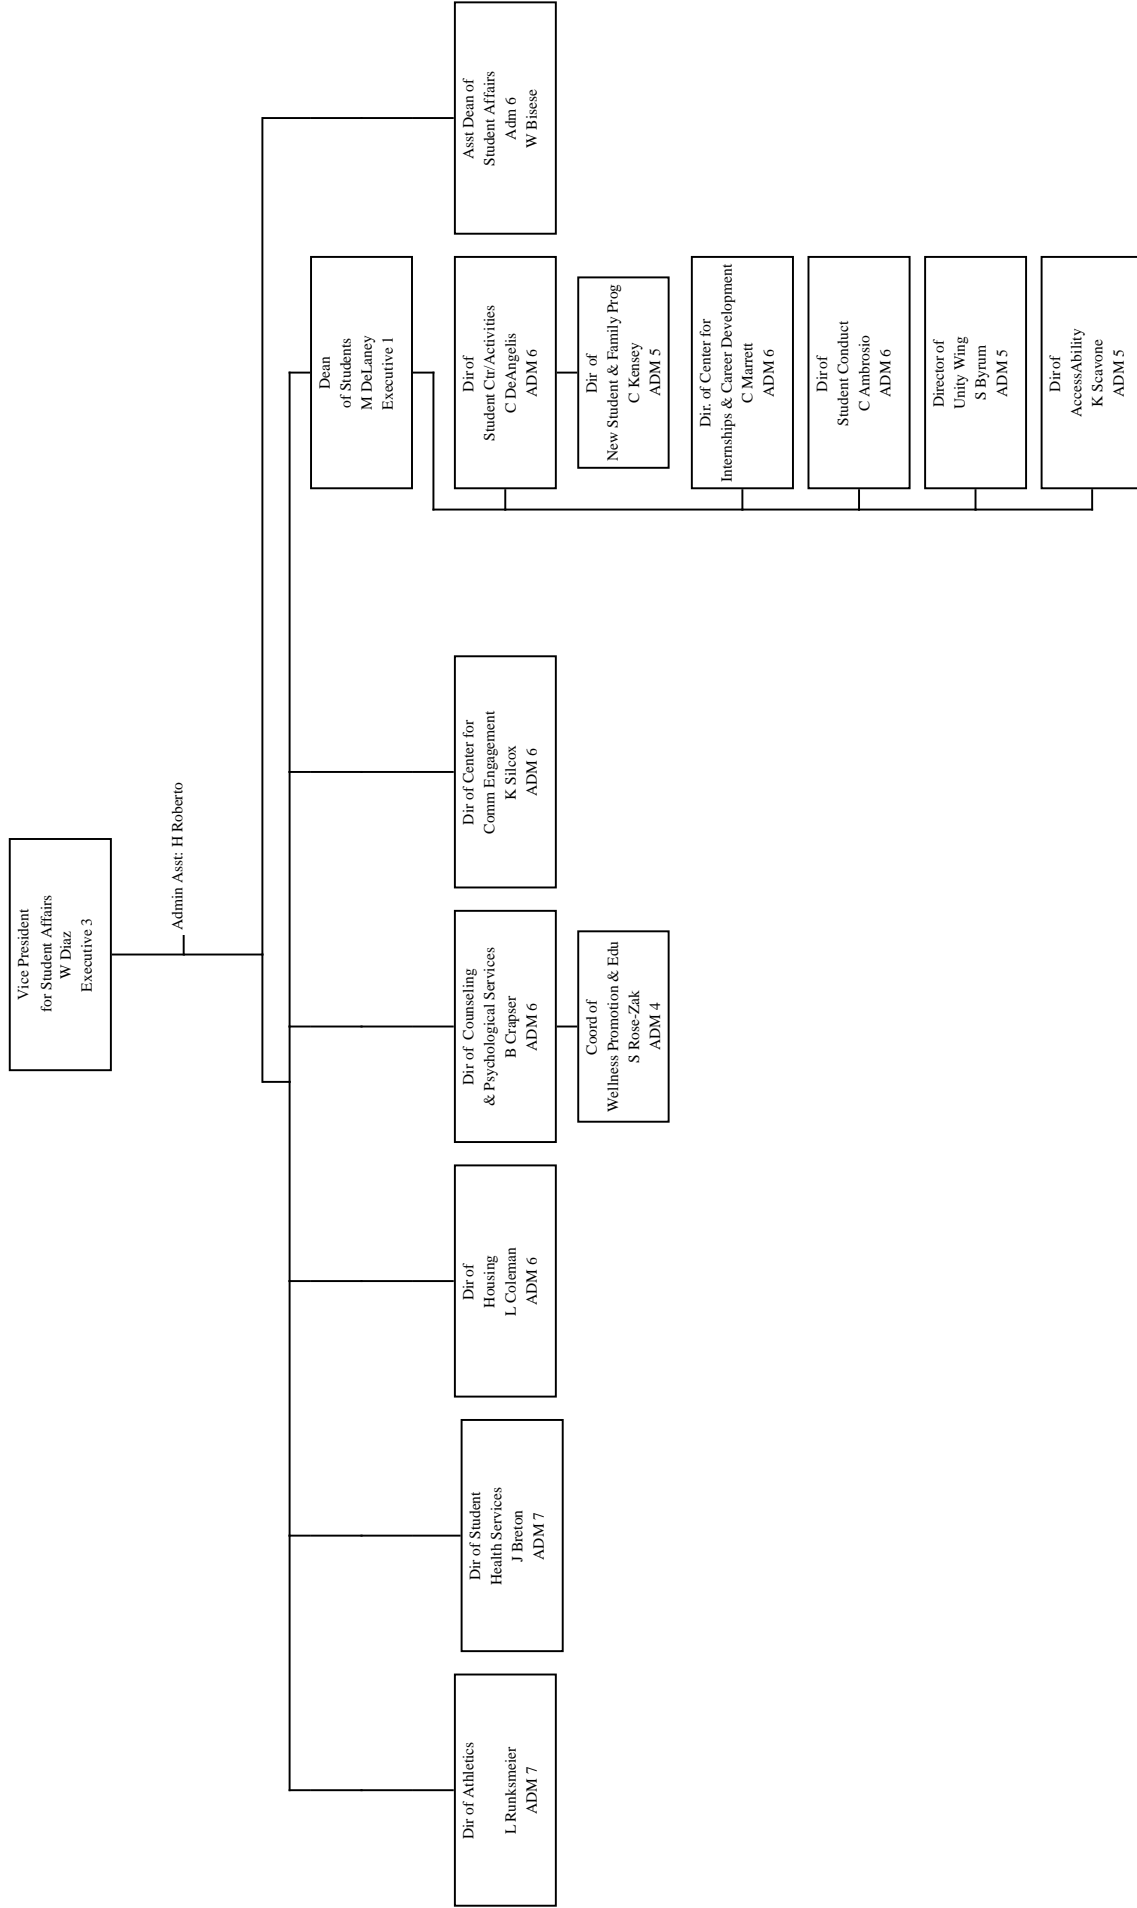 Vice President
for Student Affairs
W Diaz
Executive 3
Admin Asst: H Roberto
Dir of Athletics
L Runksmeier
ADM 7
Dir of Student
Health Services
J Breton
ADM 7
Dir of
Housing
L Coleman
ADM 6
Dir of Counseling
& Psychological Services
B Crapser
ADM 6
Coord of
Wellness Promotion & Edu
S Rose-Zak
ADM 4
Dir of Center for
Comm Engagement
K Silcox
ADM 6
Dean
of Students
M DeLaney
Executive 1
Dir of
Student Ctr/Activities
C DeAngelis
ADM 6
Dir of
New Student & Family Prog
C Kensey
ADM 5
Dir. of Center for
Internships & Career Development
C Marrett
ADM 6
Dir of
Student Conduct
C Ambrosio
ADM 6
Director of
Unity Wing
S Byrum
ADM 5
Dir of
AccessAbility
K Scavone
ADM 5
Asst Dean of
Student Affairs
Adm 6
W Bisese